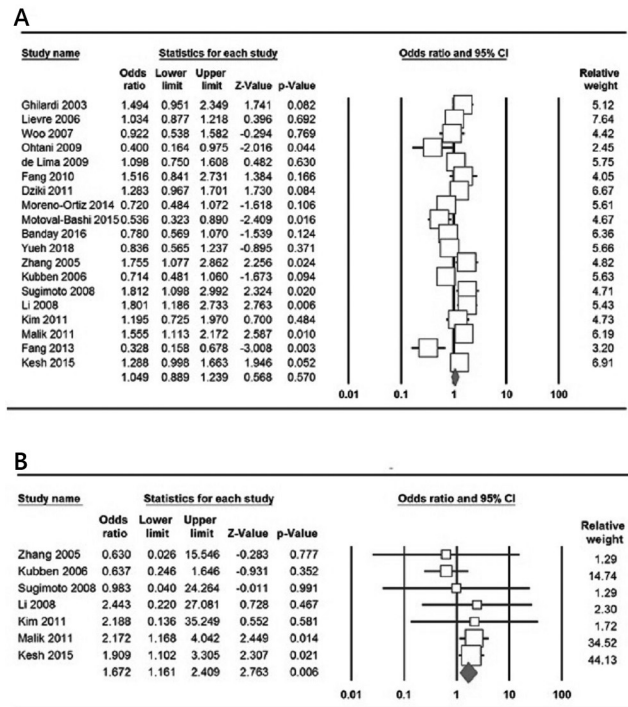 A
Study name Statistics for each study Odds ratio and 95% CI
Odds ratio Lower limit Upper limit Z-Value p-Value Relative weight
Ghilardi 2003 1.494 0.951 2.349 1.741 0.082 5.12
Lievre 2006 1.034 0.877 1.218 0.396 0.692 7.64
Woo 2007 0.922 0.538 1.582 -0.294 0.769 4.42
Ohtani 2009 0.400 0.164 0.975 -2.016 0.044 2.45
de Lima 2009 1.098 0.750 1.608 0.482 0.630 5.75
Fang 2010 1.516 0.841 2.731 1.384 0.166 4.05
Dziki 2011 1.283 0.967 1.701 1.730 0.084 6.67
Moreno-Ortiz 2014 0.720 0.484 1.072 -1.618 0.106 5.61
Motoval-Bashi 2015 0.536 0.323 0.890 -2.409 0.016 4.67
Banday 2016 0.780 0.569 1.070 -1.539 0.124 6.36
Yueh 2018 0.836 0.565 1.237 -0.895 0.371 5.66
Zhang 2005 1.755 1.077 2.862 2.256 0.024 4.82
Kubben 2006 0.714 0.481 1.060 -1.673 0.094 5.63
Sugimoto 2008 1.812 1.098 2.992 2.324 0.020 4.71
Li 2008 1.801 1.186 2.733 2.763 0.006 5.43
Kim 2011 1.195 0.725 1.970 0.700 0.484 4.73
Malik 2011 1.555 1.113 2.172 2.587 0.010 6.19
Fang 2013 0.328 0.158 0.678 -3.008 0.003 3.20
Kesh 2015 1.288 0.998 1.663 1.946 0.052 6.91
1.049 0.889 1.239 0.568 0.570
0.01 0.1 1 10 100
B
Study name Statistics for each study Odds ratio and 95% CI
Odds ratio Lower limit Upper limit Z-Value p-Value Relative weight
Zhang 2005 0.630 0.026 15.546 -0.283 0.777 1.29
Kubben 2006 0.637 0.246 1.646 -0.931 0.352 14.74
Sugimoto 2008 0.983 0.040 24.264 -0.011 0.991 1.29
Li 2008 2.443 0.220 27.081 0.728 0.467 2.30
Kim 2011 2.188 0.136 35.249 0.552 0.581 1.72
Malik 2011 2.172 1.168 4.042 2.449 0.014 34.52
Kesh 2015 1.909 1.102 3.305 2.307 0.021 44.13
1.672 1.161 2.409 2.763 0.006
0.01 0.1 1 10 100